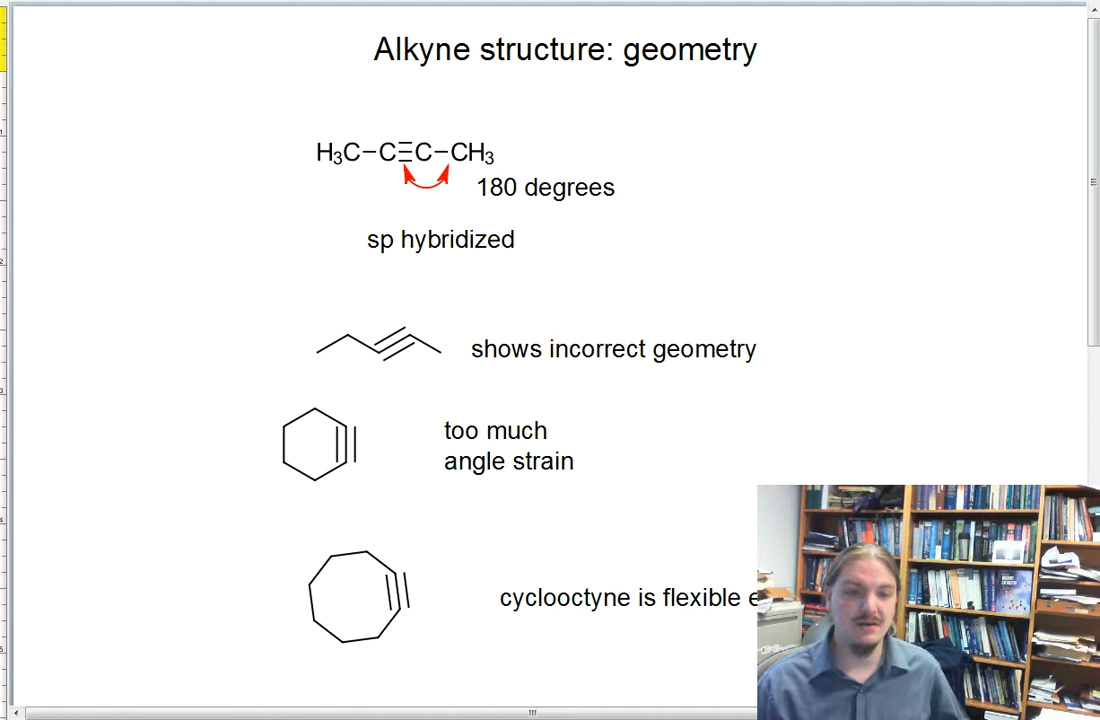 Alkyne structure: geometry
H₃C–C≡C–CH₃
180 degrees
sp hybridized
shows incorrect geometry
too much
angle strain
cyclooctyne is flexible